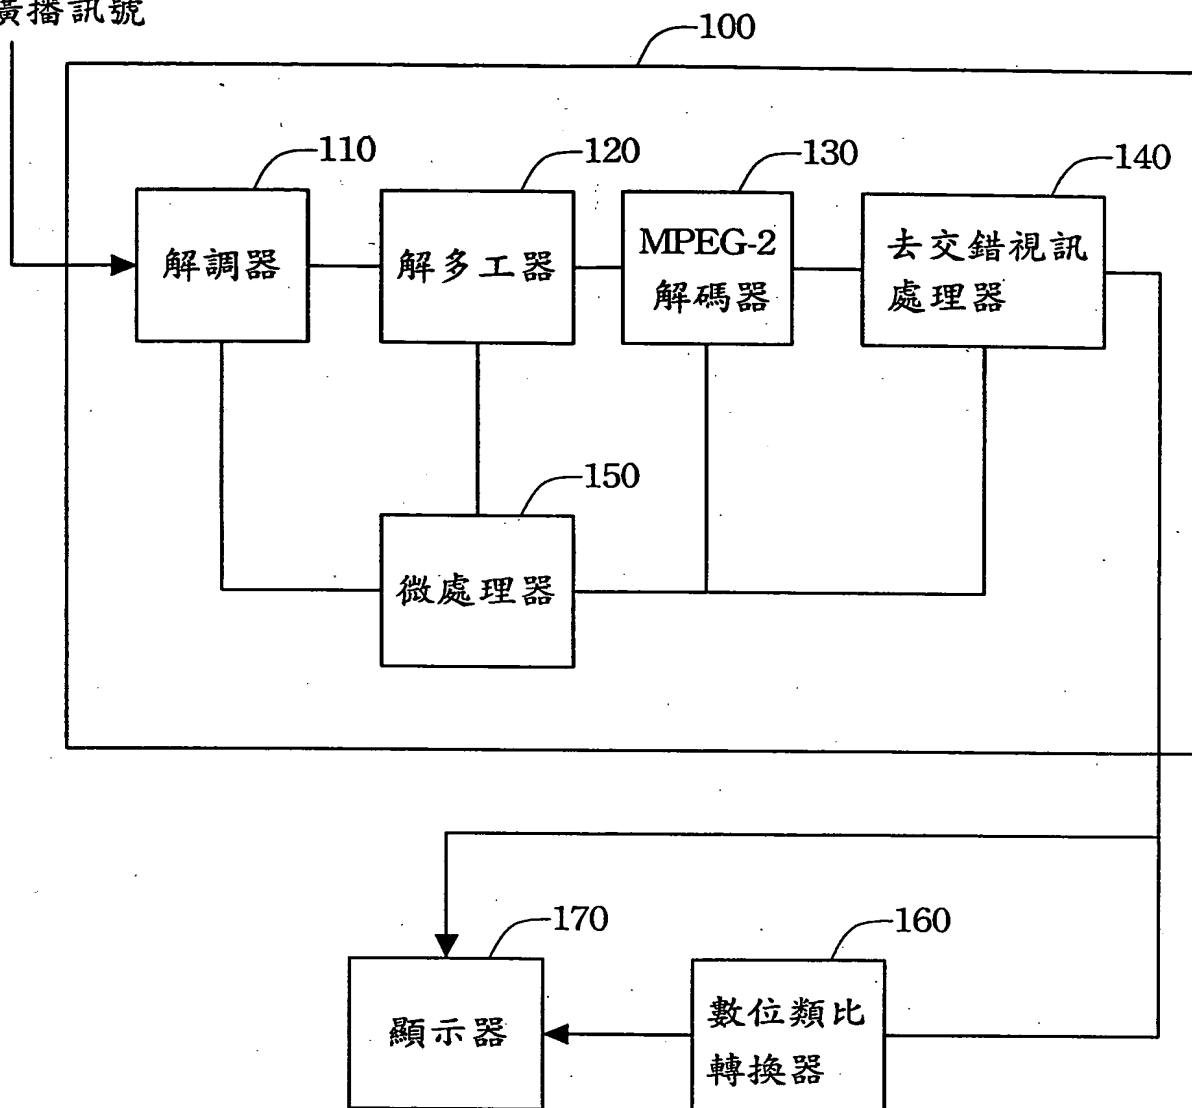 廣播訊號
100
110
120
130
140
解調器
解多工器
MPEG-2
解碼器
去交錯視訊
處理器
150
微處理器
170
160
顯示器
數位類比
轉換器